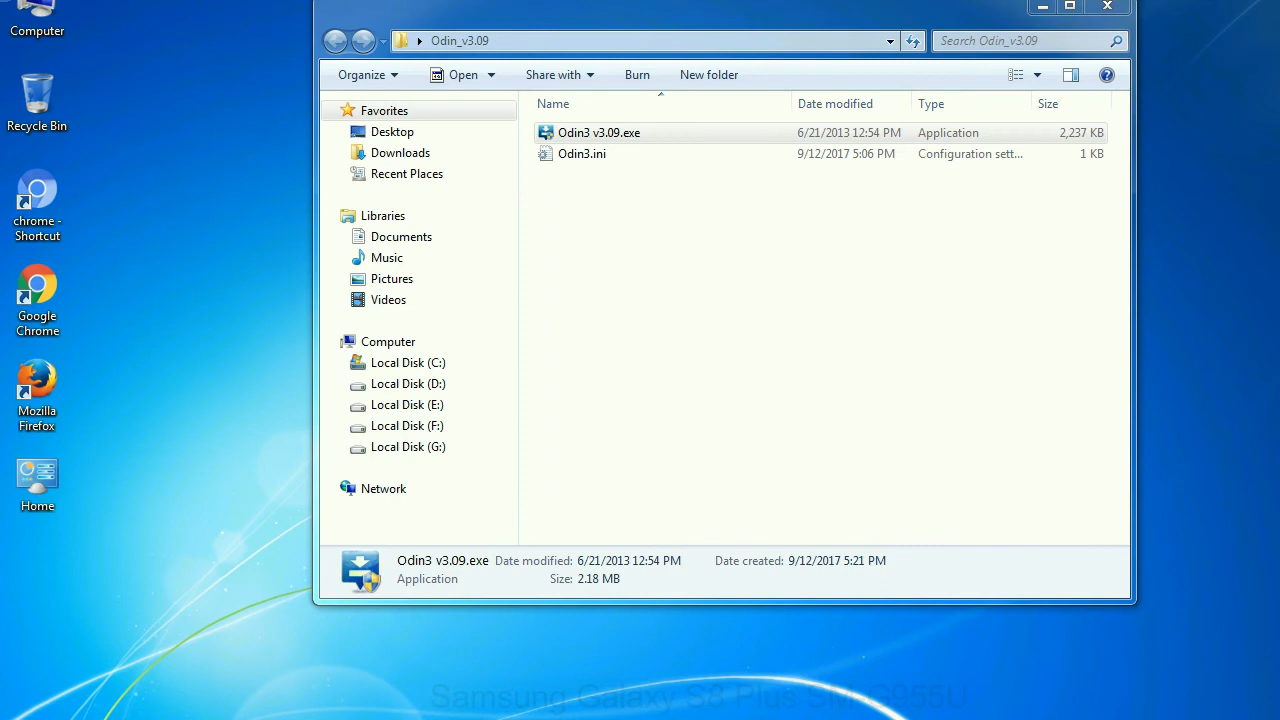 Computer
Recycle Bin
chrome -
Shortcut
Google
Chrome
Mozilla
Firefox
Home
Odin_v3.09
Search Odin_v3.09
Organize
Open
Share with
Burn
New folder
Favorites
Desktop
Downloads
Recent Places
Libraries
Documents
Music
Pictures
Videos
Computer
Local Disk (C:)
Local Disk (D:)
Local Disk (E:)
Local Disk (F:)
Local Disk (G:)
Network
Name Date modified Type Size
Odin3 v3.09.exe 6/21/2013 12:54 PM Application 2,237 KB
Odin3.ini 9/12/2017 5:06 PM Configuration sett... 1 KB
Odin3 v3.09.exe Date modified: 6/21/2013 12:54 PM Date created: 9/12/2017 5:21 PM
Application Size: 2.18 MB
Samsung Galaxy S8 Plus SM-G955U